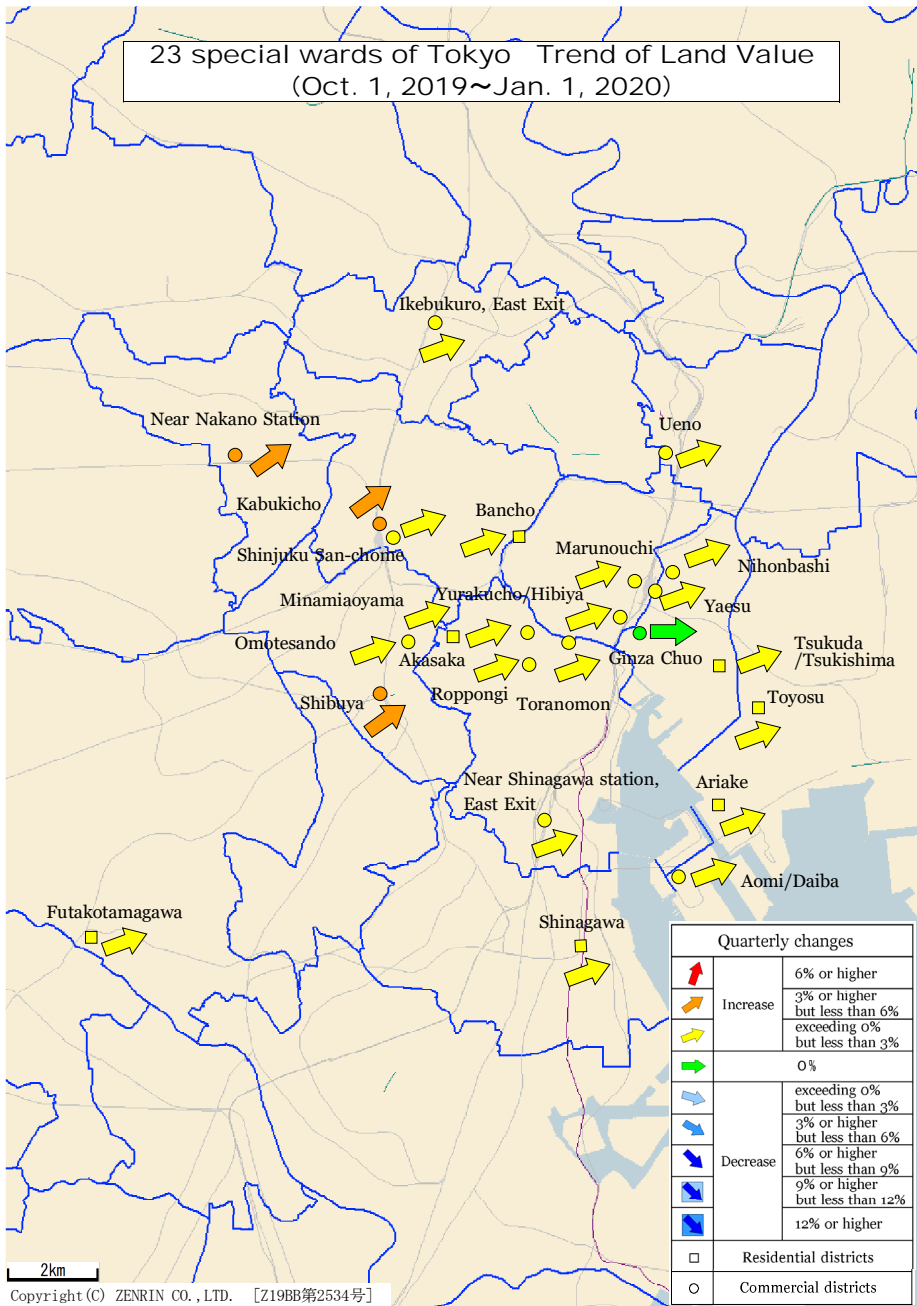 23 special wards of Tokyo Trend of Land Value
(Oct. 1, 2019～Jan. 1, 2020)
Ikebukuro, East Exit
Near Nakano Station
Ueno
Kabukicho
Bancho
Shinjuku San-chome
Marunouchi
Nihonbashi
Minamiaoyama
Yurakucho/Hibiya
Yaesu
Omotesando
Akasaka
Ginza Chuo
Tsukuda
/Tsukishima
Shibuya
Roppongi
Toranomon
Toyosu
Near Shinagawa station,
East Exit
Ariake
Aomi/Daiba
Futakotamagawa
Shinagawa
Quarterly changes
Increase
6% or higher
3% or higher
but less than 6%
exceeding 0%
but less than 3%
0%
Decrease
exceeding 0%
but less than 3%
3% or higher
but less than 6%
6% or higher
but less than 9%
9% or higher
but less than 12%
12% or higher
Residential districts
Commercial districts
2km
Copyright(C) ZENRIN CO.,LTD. [Z19BB第2534号]